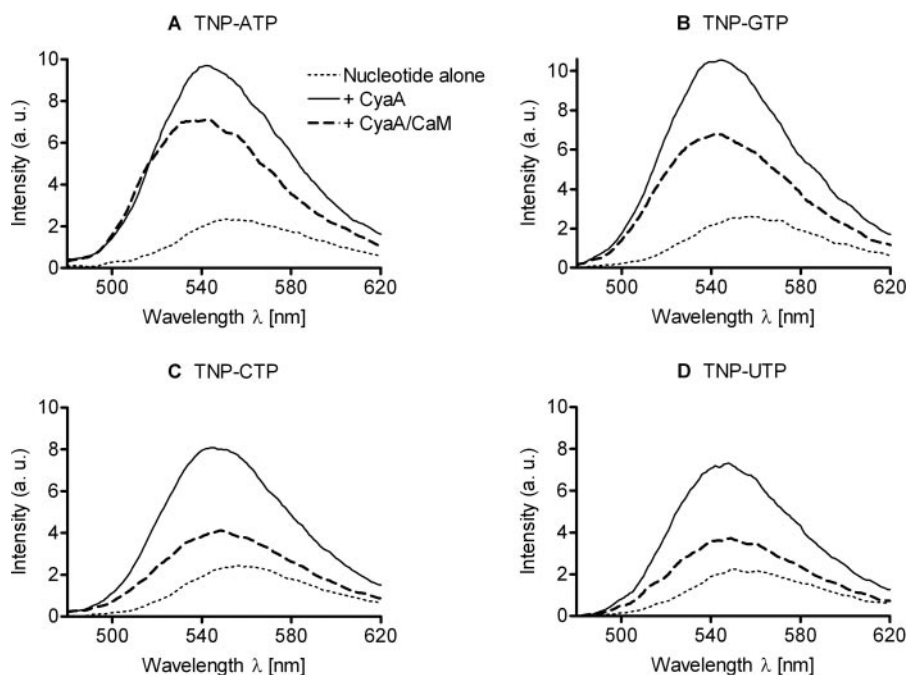 A TNP-ATP
Intensity (a. u.)
10
8
6
4
2
0
500 540 580 620
Wavelength λ [nm]
Nucleotide alone
+ CyaA
+ CyaA/CaM
B TNP-GTP
Intensity (a. u.)
10
8
6
4
2
0
500 540 580 620
Wavelength λ [nm]
C TNP-CTP
Intensity (a. u.)
10
8
6
4
2
0
500 540 580 620
Wavelength λ [nm]
D TNP-UTP
Intensity (a. u.)
10
8
6
4
2
0
500 540 580 620
Wavelength λ [nm]